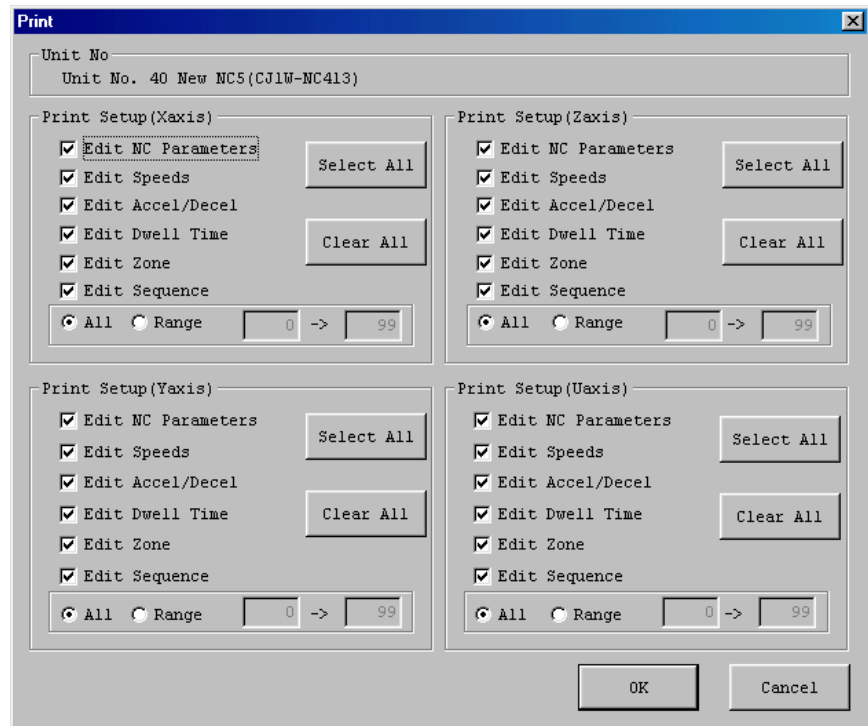 Print
Unit No
Unit No. 40 New NC5(CJ1W-NC413)
Print Setup(Xaxis)
Edit NC Parameters
Edit Speeds
Edit Accel/Decel
Edit Dwell Time
Edit Zone
Edit Sequence
Select All
Clear All
All Range 0 -> 99
Print Setup(Zaxis)
Edit NC Parameters
Edit Speeds
Edit Accel/Decel
Edit Dwell Time
Edit Zone
Edit Sequence
Select All
Clear All
All Range 0 -> 99
Print Setup(Yaxis)
Edit NC Parameters
Edit Speeds
Edit Accel/Decel
Edit Dwell Time
Edit Zone
Edit Sequence
Select All
Clear All
All Range 0 -> 99
Print Setup(Uaxis)
Edit NC Parameters
Edit Speeds
Edit Accel/Decel
Edit Dwell Time
Edit Zone
Edit Sequence
Select All
Clear All
All Range 0 -> 99
OK
Cancel